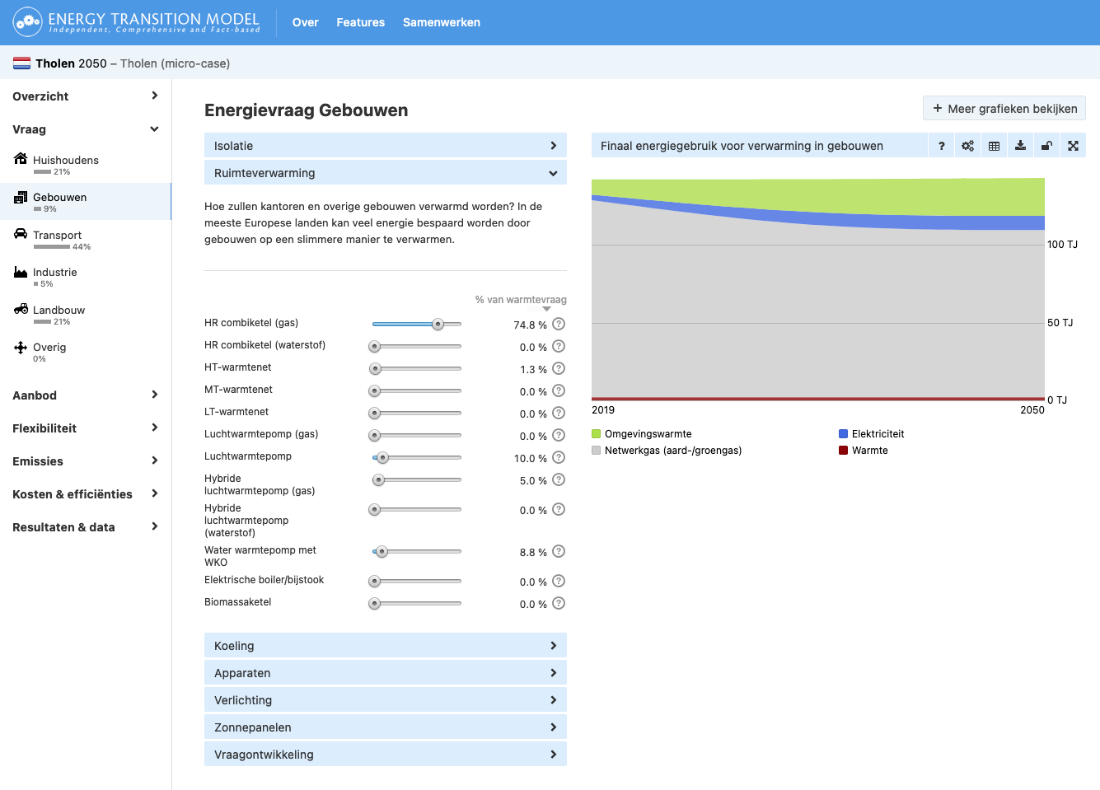 ENERGY TRANSITION MODEL
Independent, Comprehensive and Fact-based
Over Features Samenwerken
Tholen 2050 – Tholen (micro-case)
Overzicht
Vraag
Huishoudens
21%
Gebouwen
9%
Transport
44%
Industrie
5%
Landbouw
21%
Overig
0%
Aanbod
Flexibiliteit
Emissies
Kosten & efficiënties
Resultaten & data
Energievraag Gebouwen
Isolatie
Ruimteverwarming
Hoe zullen kantoren en overige gebouwen verwarmd worden? In de
meeste Europese landen kan veel energie bespaard worden door
gebouwen op een slimmere manier te verwarmen.
% van warmtevraag
HR combiketel (gas) 74.8 % ?
HR combiketel (waterstof) 0.0 % ?
HT-warmtenet 1.3 % ?
MT-warmtenet 0.0 % ?
LT-warmtenet 0.0 % ?
Luchtwarmtepomp (gas) 0.0 % ?
Luchtwarmtepomp 10.0 % ?
Hybride
luchtwarmtepomp (gas) 5.0 % ?
Hybride
luchtwarmtepomp
(waterstof) 0.0 % ?
Water warmtepomp met
WKO 8.8 % ?
Elektrische boiler/bijstook 0.0 % ?
Biomassaketel 0.0 % ?
Koeling
Apparaten
Verlichting
Zonnepanelen
Vraagontwikkeling
+ Meer grafieken bekijken
Finaal energiegebruik voor verwarming in gebouwen ?
100 TJ
50 TJ
0 TJ
2019 2050
Omgevingswarmte Elektriciteit
Netwerkgas (aard-/groengas) Warmte